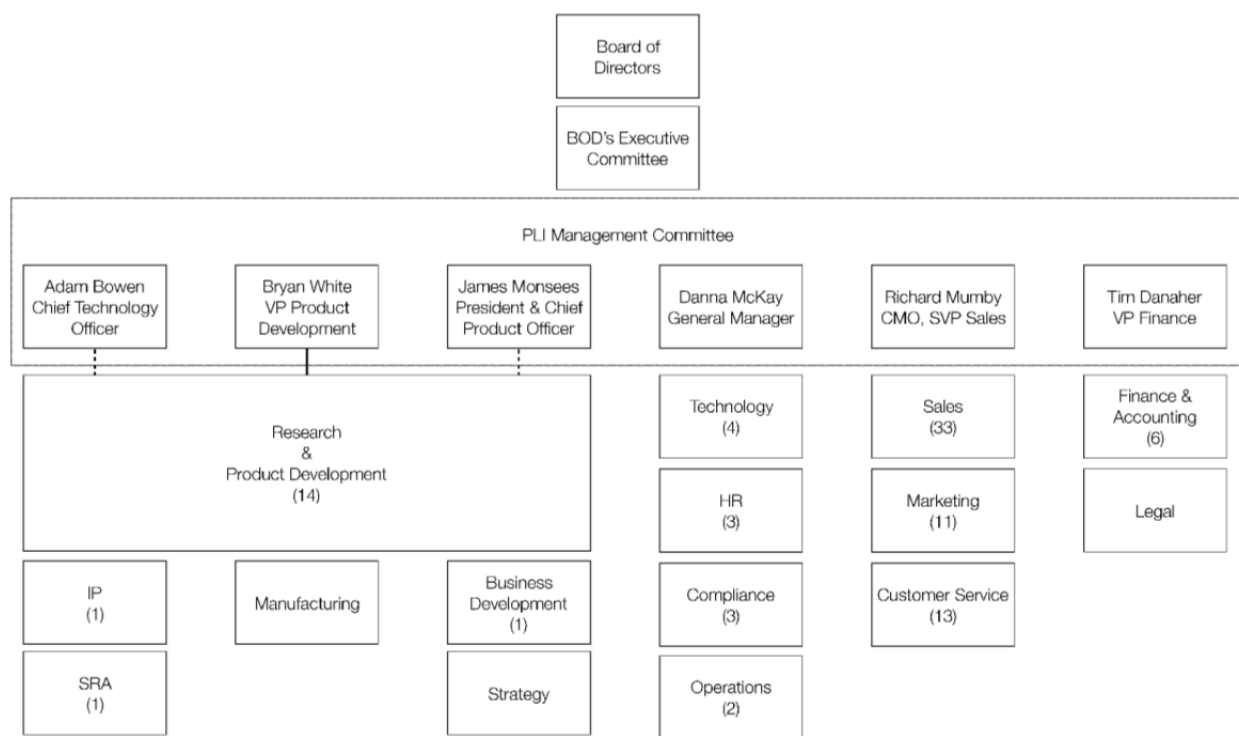 Board of
Directors
BOD's Executive
Committee
PLI Management Committee
Adam Bowen
Chief Technology
Officer
Bryan White
VP Product
Development
James Monsees
President & Chief
Product Officer
Danna McKay
General Manager
Richard Mumby
CMO, SVP Sales
Tim Danaher
VP Finance
Research
&
Product Development
(14)
Technology
(4)
Sales
(33)
Finance &
Accounting
(6)
HR
(3)
Marketing
(11)
Legal
IP
(1)
Manufacturing
Business
Development
(1)
Compliance
(3)
Customer Service
(13)
SRA
(1)
Strategy
Operations
(2)